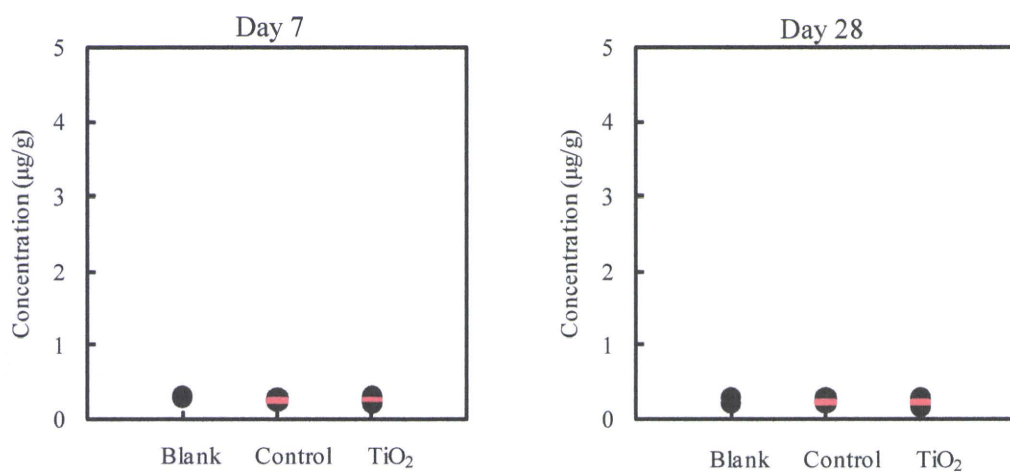 Day 7
5
4
3
2
1
0
Concentration (μg/g)
Blank Control TiO₂
Day 28
5
4
3
2
1
0
Concentration (μg/g)
Blank Control TiO₂